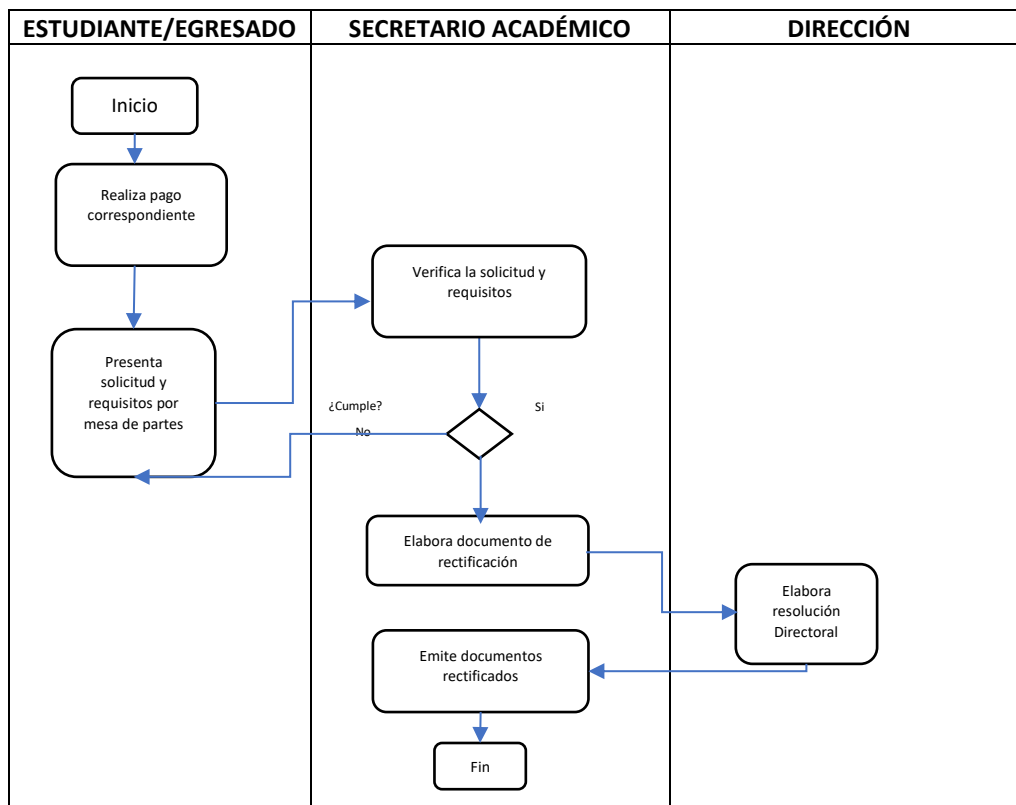 ESTUDIANTE/EGRESADO
SECRETARIO ACADÉMICO
DIRECCIÓN
Inicio
Realiza pago
correspondiente
Presenta
solicitud y
requisitos por
mesa de partes
Verifica la solicitud y
requisitos
¿Cumple?
Si
No
Elabora documento de
rectificación
Elabora
resolución
Directoral
Emite documentos
rectificados
Fin